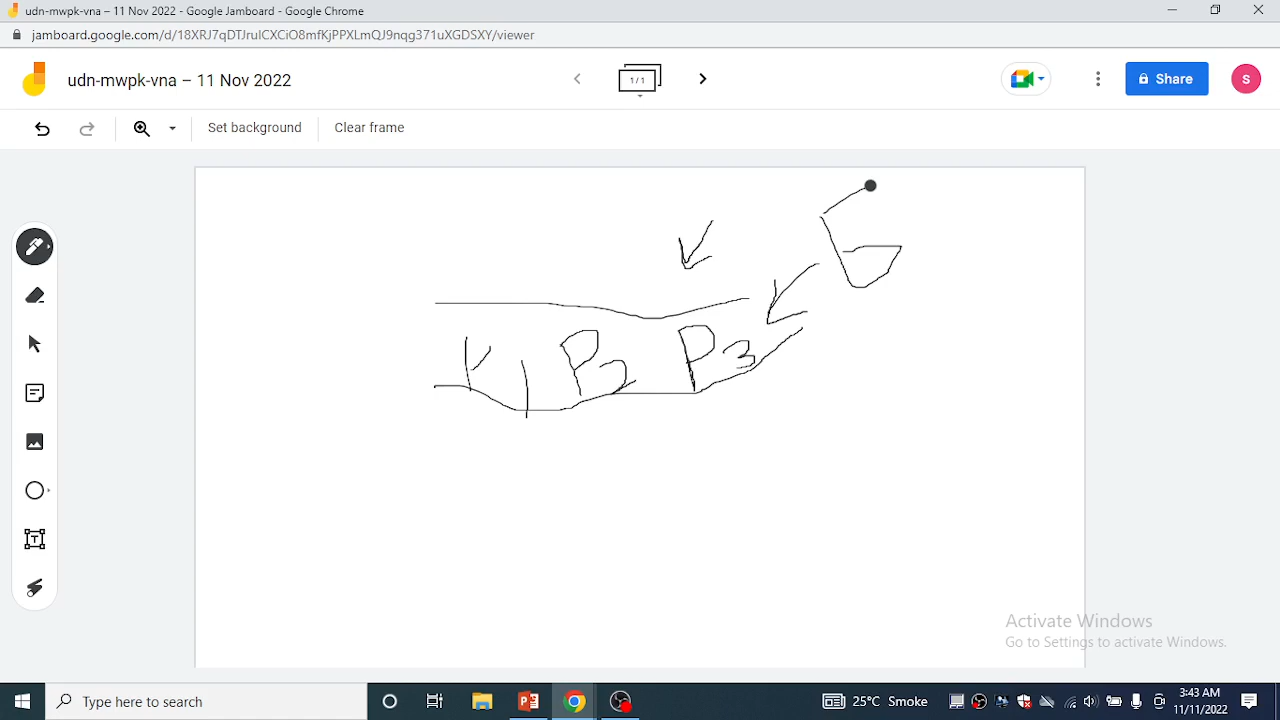 udn-mwpk-vna – 11 Nov 2022 - Google Jamboard - Google Chrome
jamboard.google.com/d/18XRJ7qDTJruICXCiO8mfKjPPXLmQJ9nqg371uXGDSXY/viewer
udn-mwpk-vna – 11 Nov 2022
1 / 1
Share
S
Set background
Clear frame
G
P2 P3
T
Activate Windows
Go to Settings to activate Windows.
Type here to search
25°C Smoke
3:43 AM
11/11/2022